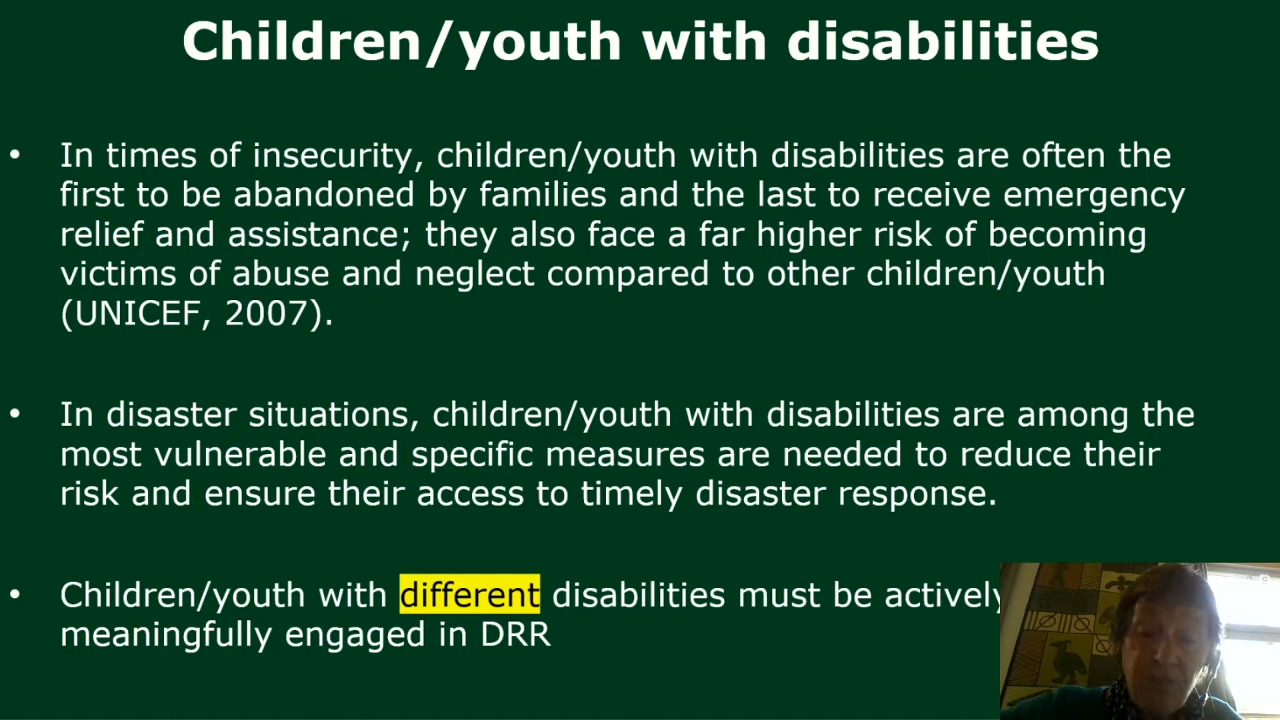 Children/youth with disabilities
• In times of insecurity, children/youth with disabilities are often the
first to be abandoned by families and the last to receive emergency
relief and assistance; they also face a far higher risk of becoming
victims of abuse and neglect compared to other children/youth
(UNICEF, 2007).
• In disaster situations, children/youth with disabilities are among the
most vulnerable and specific measures are needed to reduce their
risk and ensure their access to timely disaster response.
• Children/youth with different disabilities must be actively
meaningfully engaged in DRR